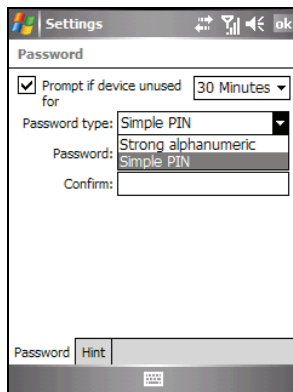 Settings
ok
Password
Prompt if device unused for
30 Minutes
Password type: Simple PIN
Strong alphanumeric
Password: Simple PIN
Confirm:
Password Hint